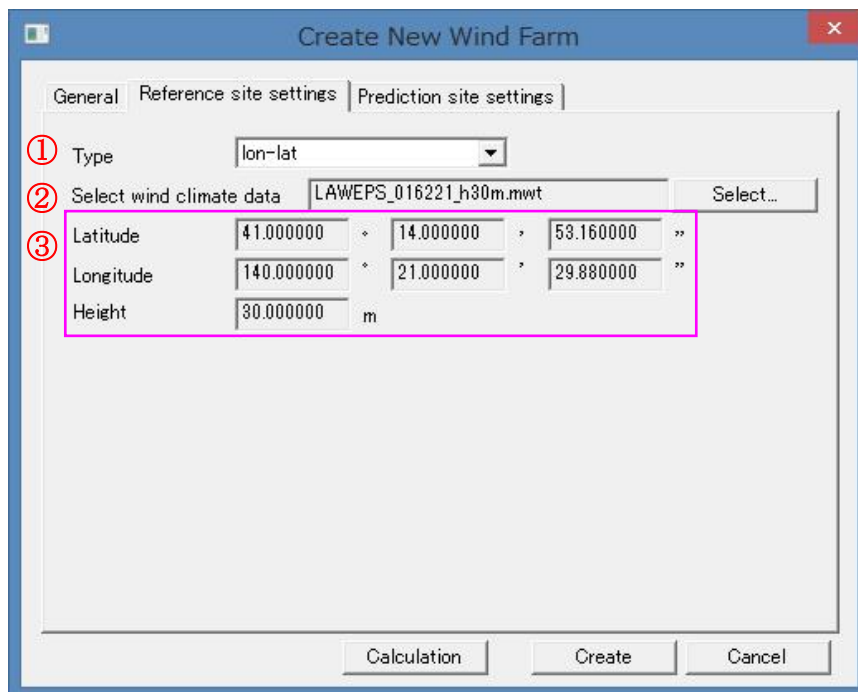 Create New Wind Farm
General Reference site settings Prediction site settings
① Type lon-lat
② Select wind climate data LAWEPS_016221_h30m.mwt Select...
③ Latitude 41.000000 ° 14.000000 ’ 53.160000 ”
Longitude 140.000000 ° 21.000000 ’ 29.880000 ”
Height 30.000000 m
Calculation Create Cancel